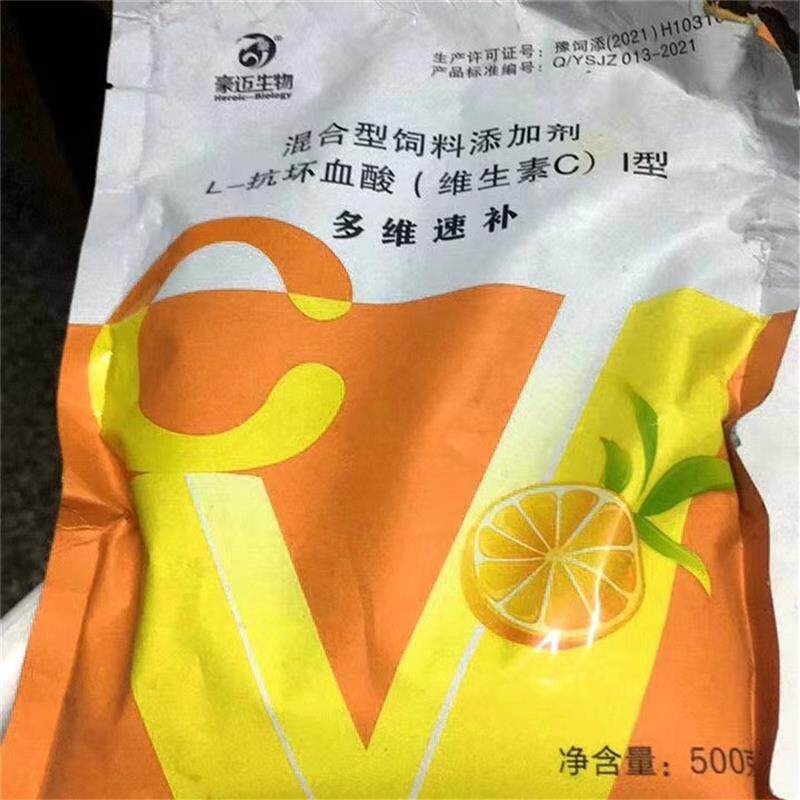 豪迈生物
Heroic-Biology
生产许可证号：豫饲添(2021)H1031
产品标准编号：Q/YSJZ 013-2021
混合型饲料添加剂
L-抗坏血酸（维生素C）I型
多维速补
净含量：500